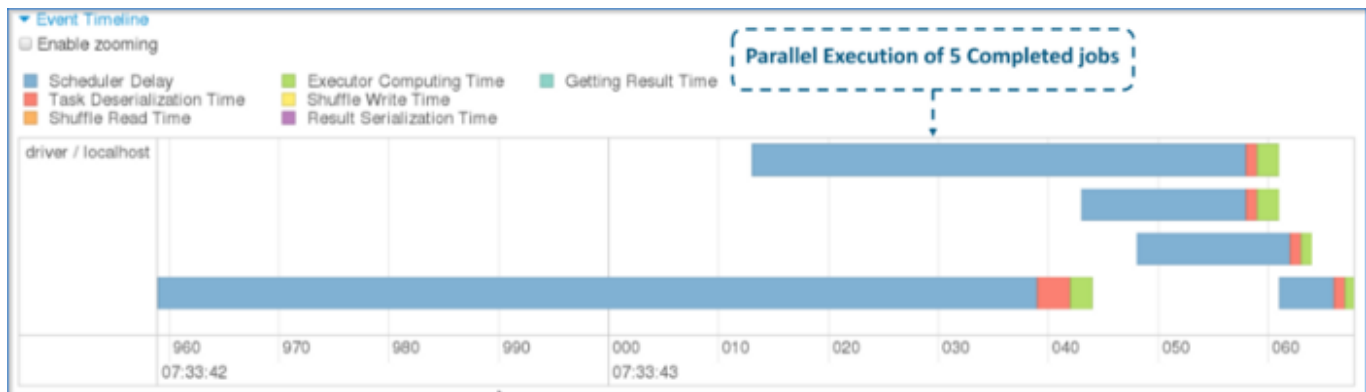 Event Timeline
Enable zooming
Parallel Execution of 5 Completed jobs
Scheduler Delay
Executor Computing Time
Getting Result Time
Task Deserialization Time
Shuffle Write Time
Shuffle Read Time
Result Serialization Time
driver / localhost
960 970 980 990 000 010 020 030 040 050 060
07:33:42 07:33:43